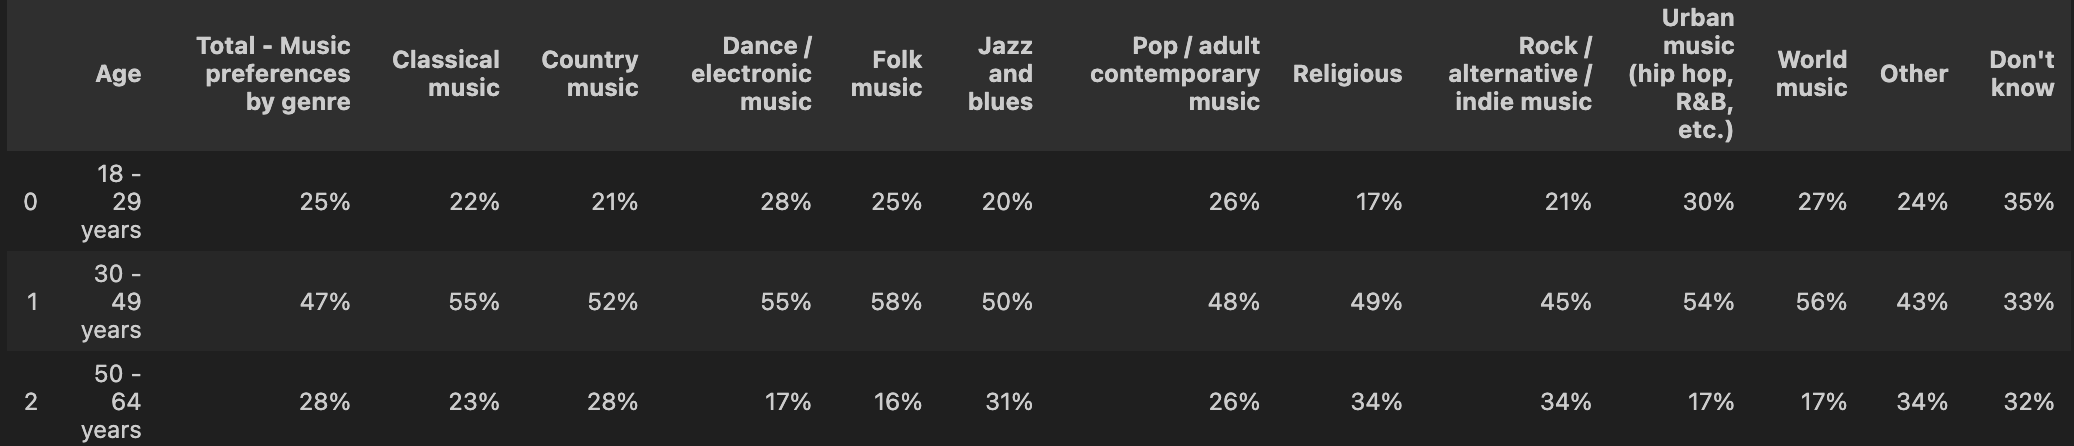 Age Total - Music preferences by genre Classical music Country music Dance / electronic music Folk music Jazz and blues Pop / adult contemporary music Religious Rock / alternative / indie music Urban music (hip hop, R&B, etc.) World music Other Don't know
0 18 - 29 years 25% 22% 21% 28% 25% 20% 26% 17% 21% 30% 27% 24% 35%
1 30 - 49 years 47% 55% 52% 55% 58% 50% 48% 49% 45% 54% 56% 43% 33%
2 50 - 64 years 28% 23% 28% 17% 16% 31% 26% 34% 34% 17% 17% 34% 32%